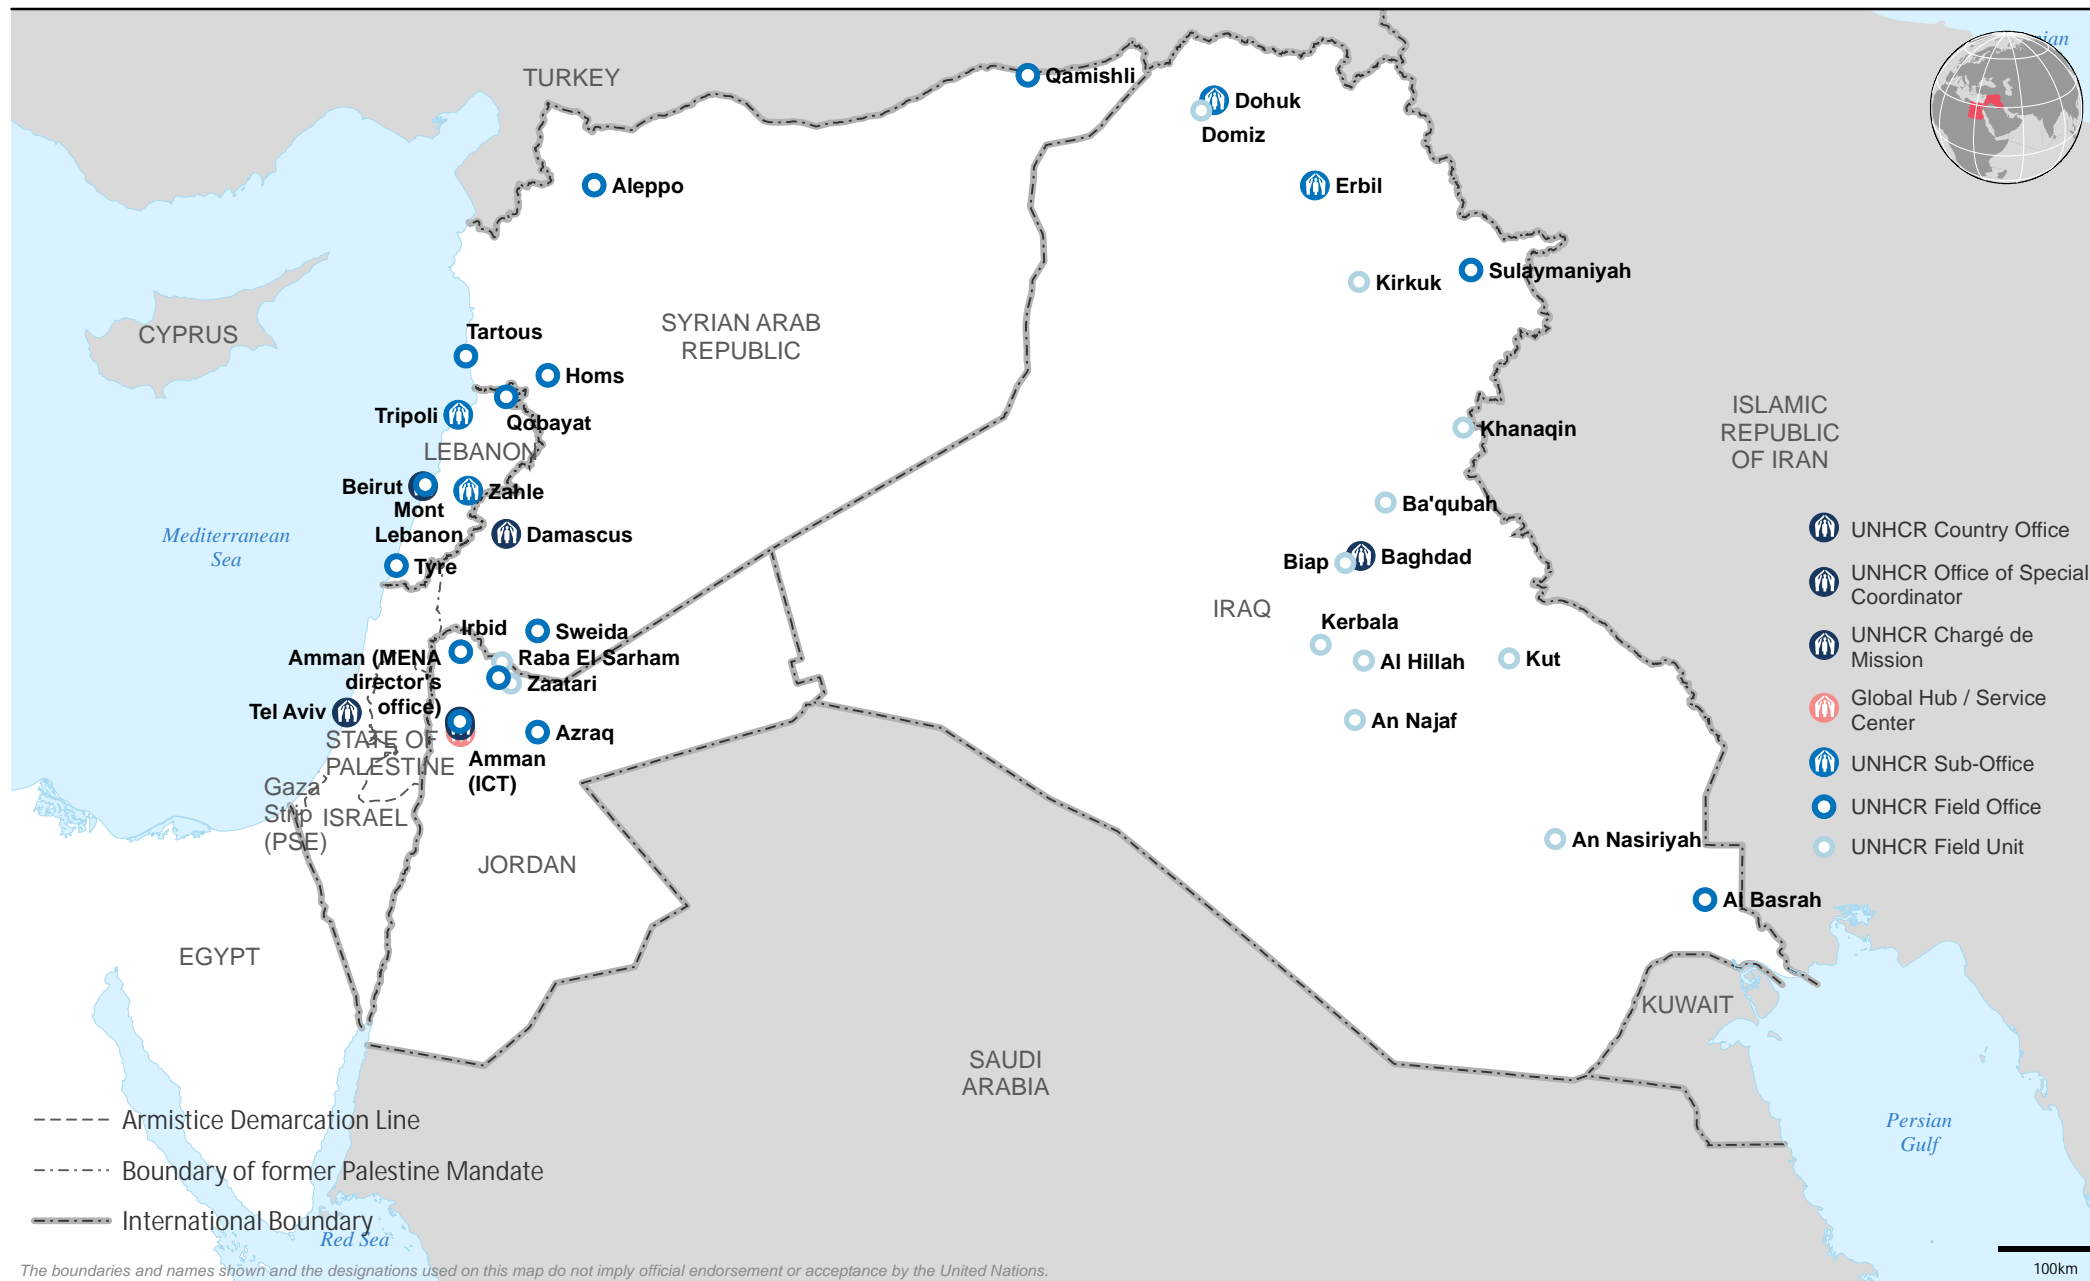 TURKEY
Qamishli
Dohuk
Domiz
ian
Aleppo
Erbil
Sulaymaniyah
Kirkuk
CYPRUS
SYRIAN ARAB
REPUBLIC
Tartous
Homs
Tripoli
Qobayat
LEBANON
ISLAMIC
REPUBLIC
OF IRAN
Khanaqin
Beirut
Zahle
Mont
Lebanon
Damascus
Ba'qubah
Mediterranean
Sea
Tyre
Biap
Baghdad
IRAQ
Irbid
Sweida
Kerbala
Amman (MENA
director's
office)
Raba El Sarham
Zaatari
Al Hillah
Kut
Tel Aviv
Azraq
An Najaf
STATE OF
PALESTINE
Amman
(ICT)
Gaza
Strip
(PSE)
ISRAEL
JORDAN
An Nasiriyah
Al Basrah
EGYPT
KUWAIT
SAUDI
ARABIA
Persian
Gulf
Red Sea
UNHCR Country Office
UNHCR Office of Special
Coordinator
UNHCR Chargé de
Mission
Global Hub / Service
Center
UNHCR Sub-Office
UNHCR Field Office
UNHCR Field Unit
Armistice Demarcation Line
Boundary of former Palestine Mandate
International Boundary
The boundaries and names shown and the designations used on this map do not imply official endorsement or acceptance by the United Nations.
100km